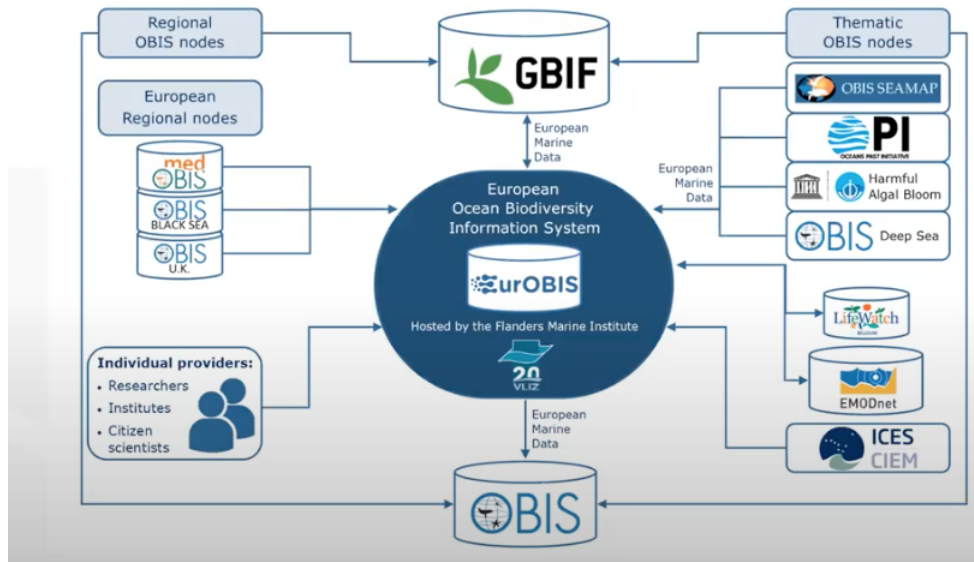 Regional
OBIS nodes
GBIF
Thematic
OBIS nodes
European
Regional nodes
European
Marine
Data
OBIS SEAMAP
OPI
OCEANS PAST INITIATIVE
European
Marine
Data
Harmful
Algal Bloom
OBIS Deep Sea
med
OBIS
OBIS
BLACK SEA
OBIS
U.K.
European
Ocean Biodiversity
Information System
EurOBIS
Hosted by the Flanders Marine Institute
20
VLIZ
LifeWatch
BELGIUM
EMODnet
Individual providers:
• Researchers
• Institutes
• Citizen
scientists
European
Marine
Data
ICES
CIEM
OBIS